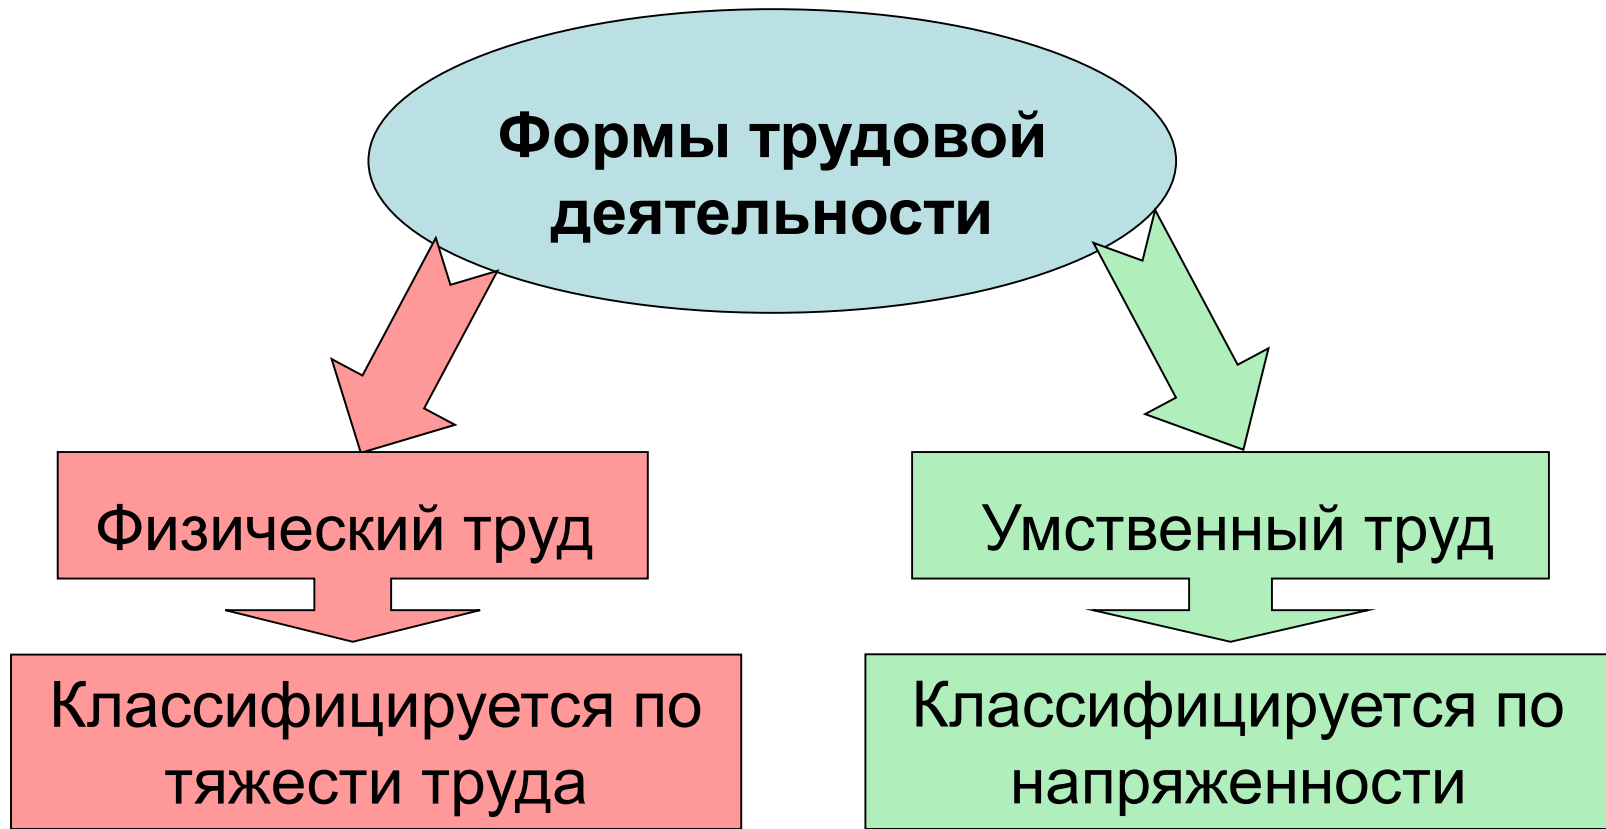 Формы трудовой
деятельности
Физический труд
Умственный труд
Классифицируется по
тяжести труда
Классифицируется по
напряженности